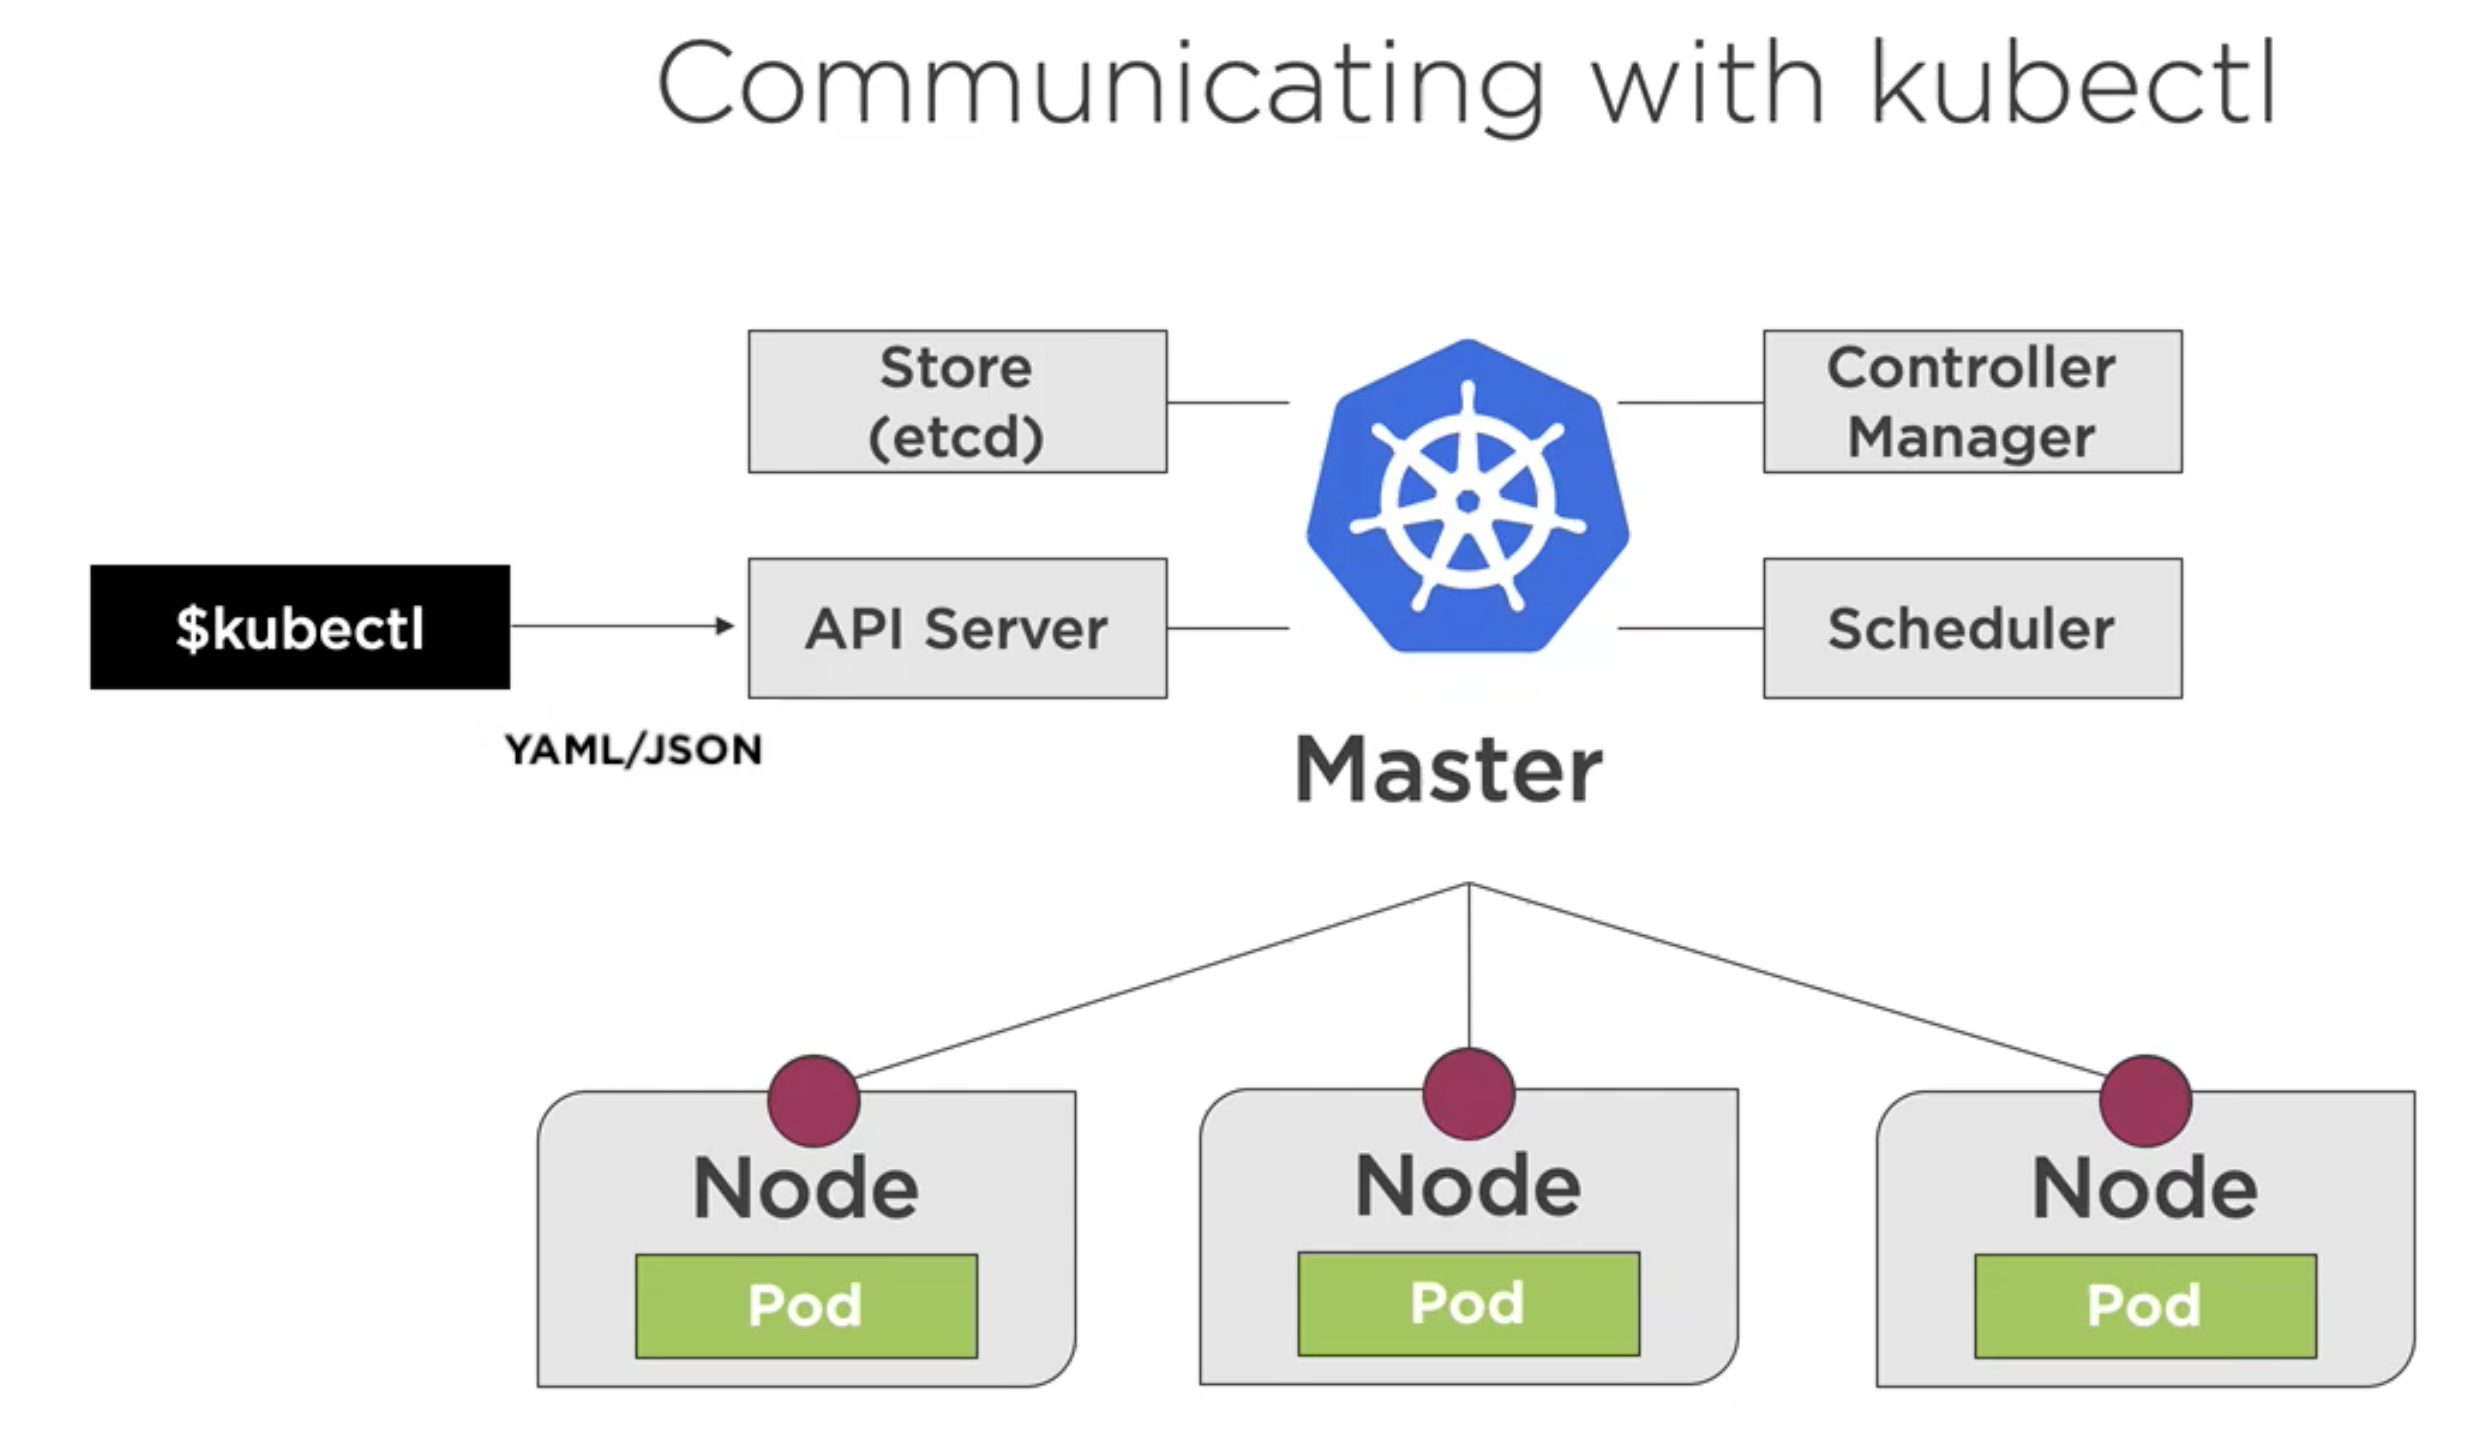 Communicating with kubectl
Store
(etcd)
Controller
Manager
$kubectl
API Server
Scheduler
YAML/JSON
Master
Node
Pod
Node
Pod
Node
Pod